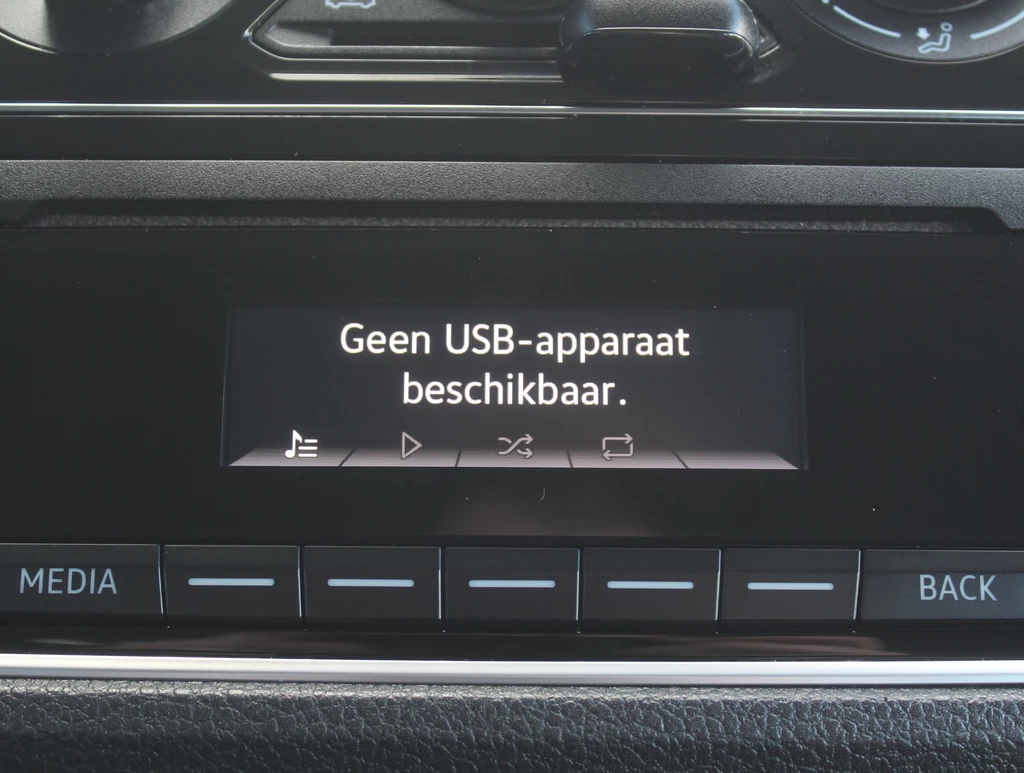 Geen USB-apparaat
beschikbaar.
MEDIA
BACK